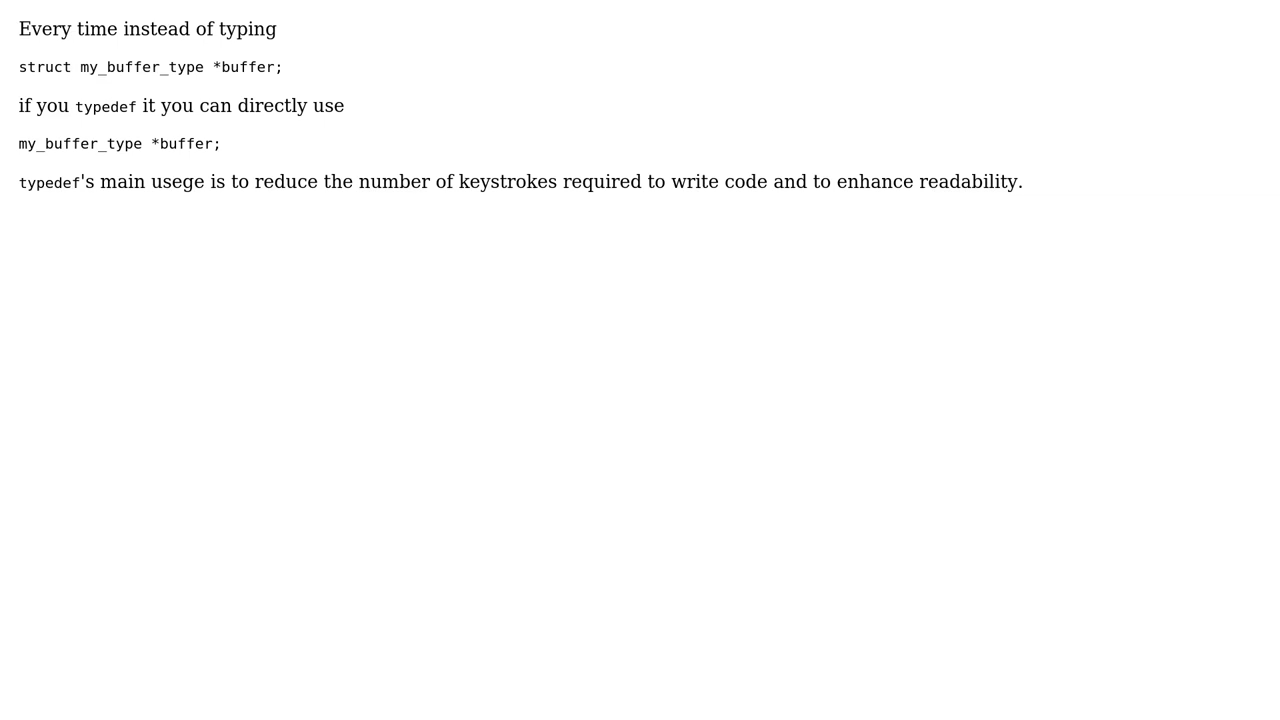 Every time instead of typing
struct my_buffer_type *buffer;
if you typedef it you can directly use
my_buffer_type *buffer;
typedef's main usege is to reduce the number of keystrokes required to write code and to enhance readability.